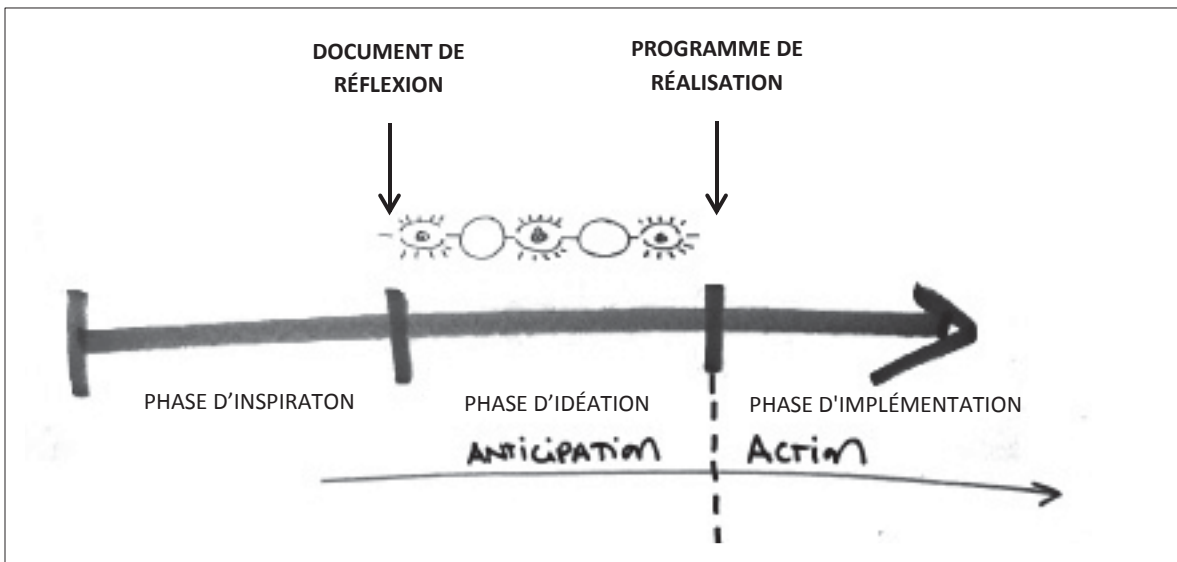 DOCUMENT DE
RÉFLEXION
PROGRAMME DE
RÉALISATION
PHASE D'INSPIRATON
PHASE D'IDÉATION
PHASE D'IMPLÉMENTATION
ANTICIPATION
ACTION